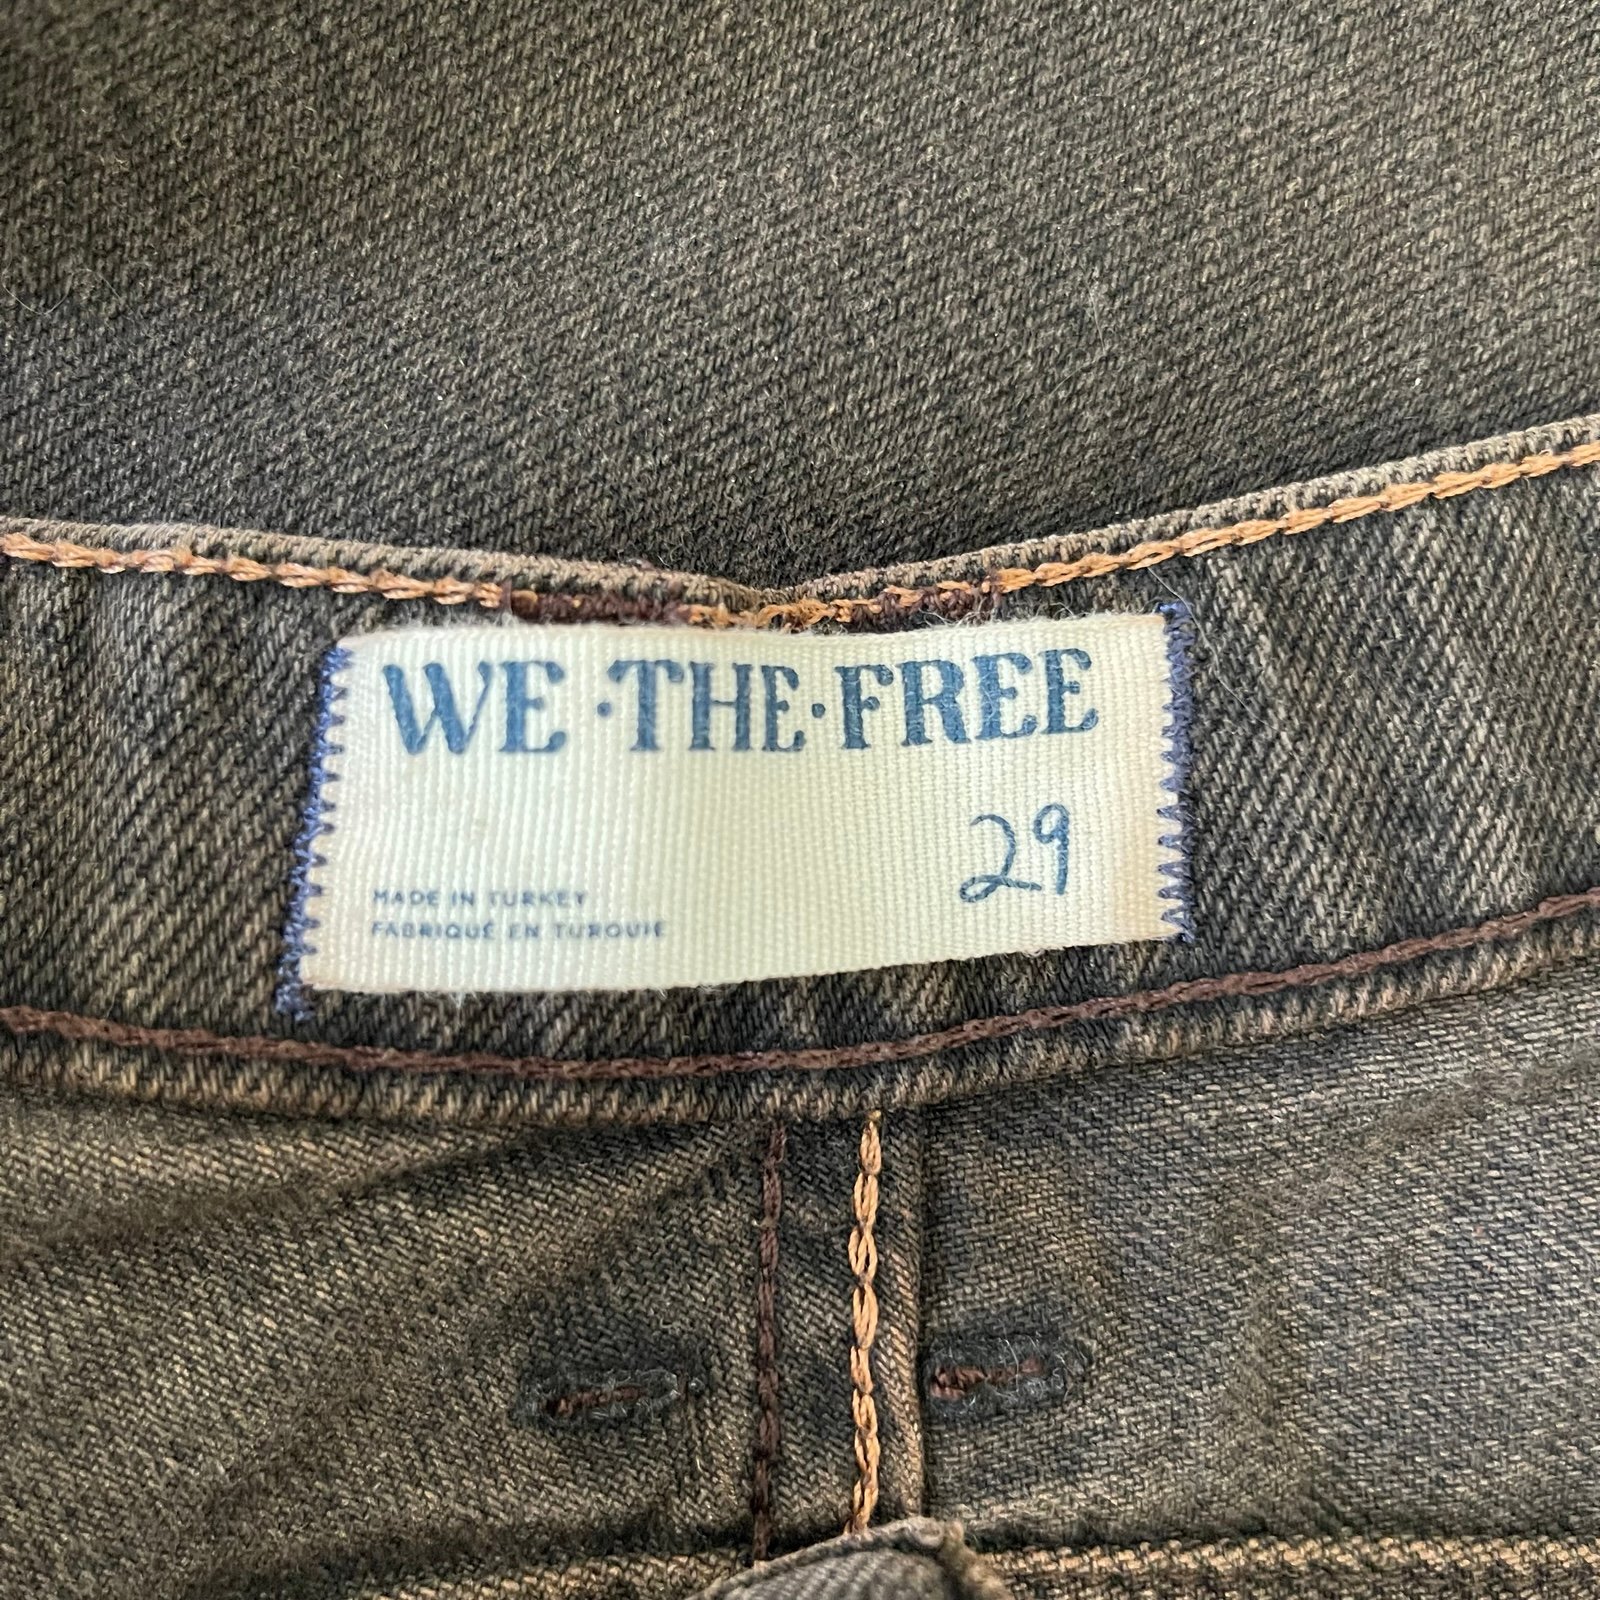 WE·THE·FREE
29
MADE IN TURKEY
FABRIQUÉ EN TURQUIE